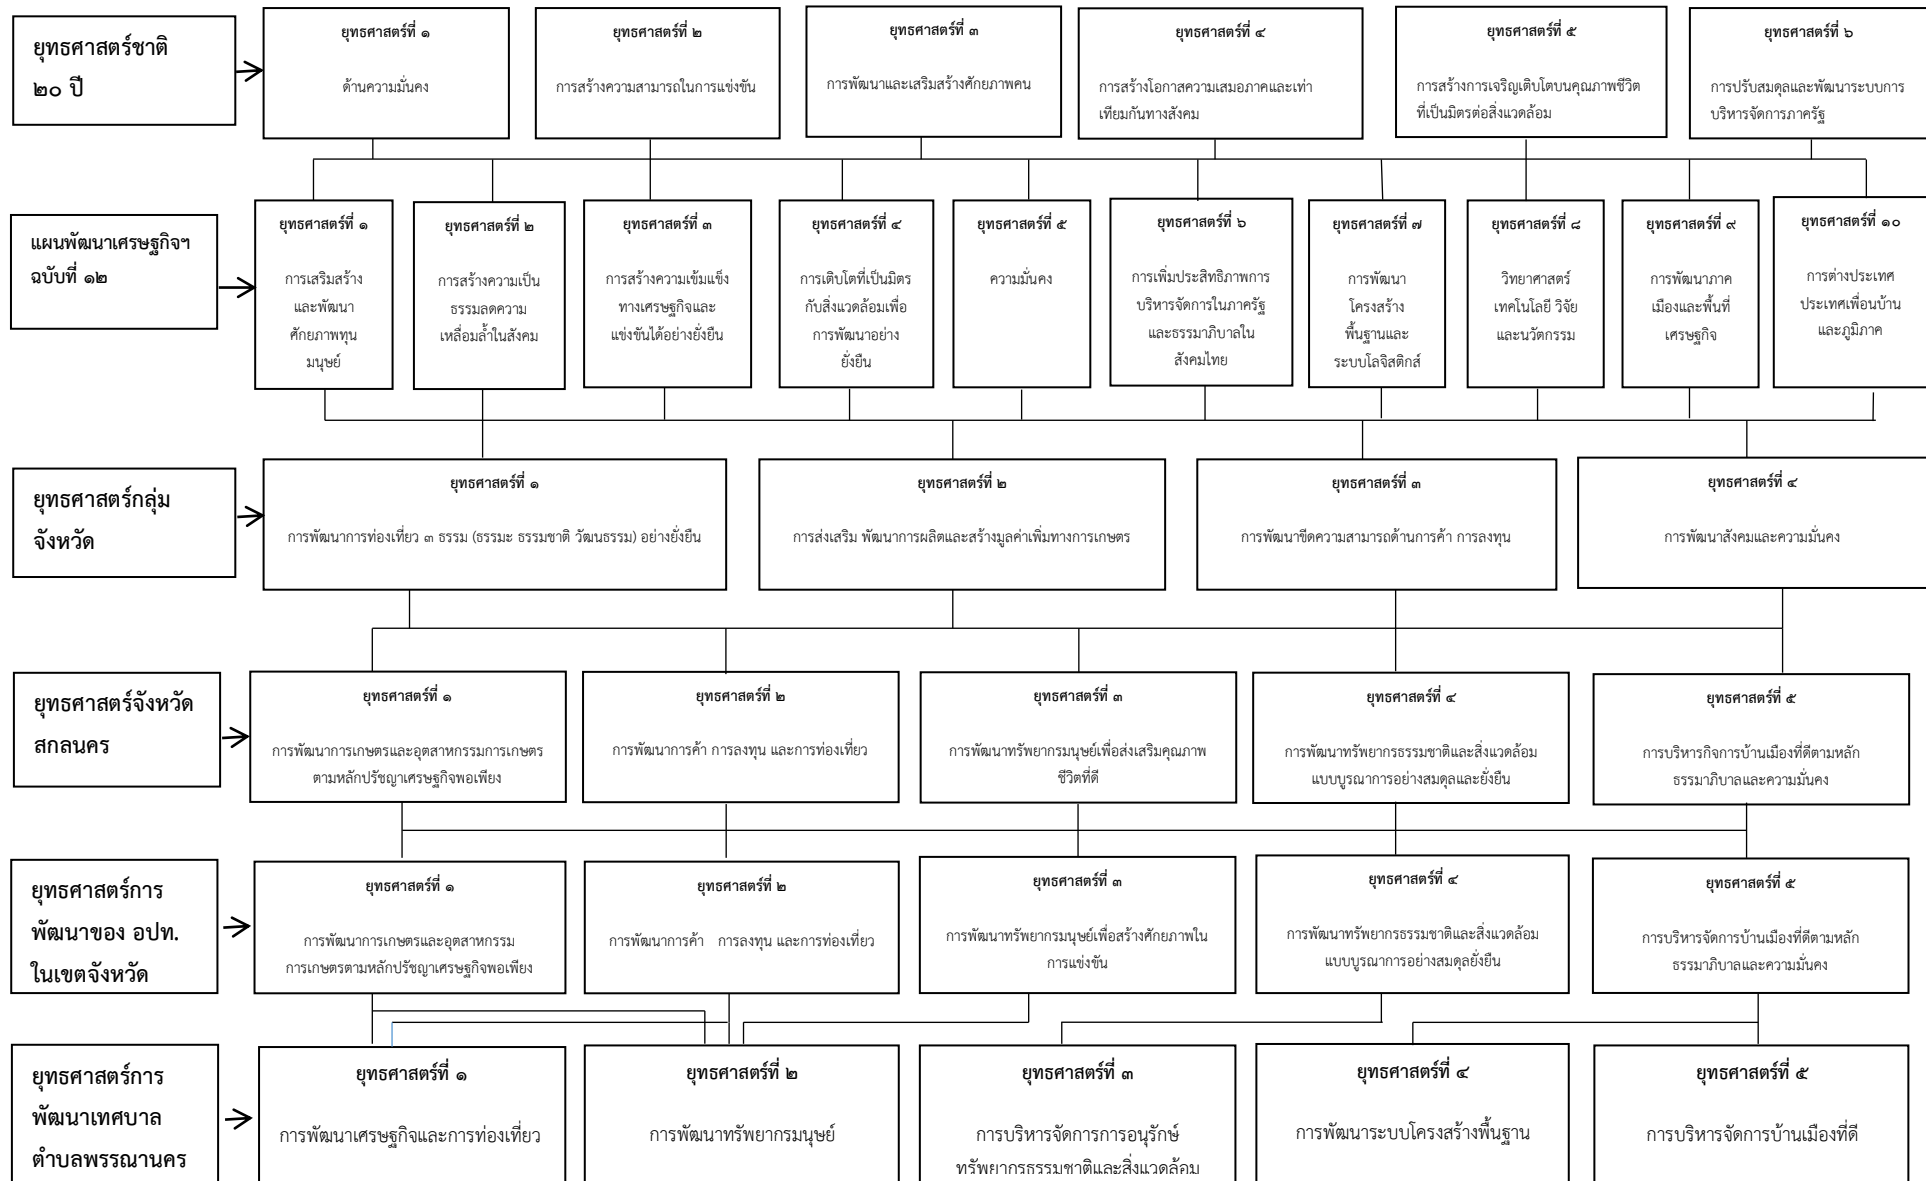 ยุทธศาสตร์ชาติ
๒๐ ปี
ยุทธศาสตร์ที่ ๑
ด้านความมั่นคง
ยุทธศาสตร์ที่ ๒
การสร้างความสามารถในการแข่งขัน
ยุทธศาสตร์ที่ ๓
การพัฒนาและเสริมสร้างศักยภาพคน
ยุทธศาสตร์ที่ ๔
การสร้างโอกาสความเสมอภาคและเท่า
เทียมกันทางสังคม
ยุทธศาสตร์ที่ ๕
การสร้างการเจริญเติบโตบนคุณภาพชีวิต
ที่เป็นมิตรต่อสิ่งแวดล้อม
ยุทธศาสตร์ที่ ๖
การปรับสมดุลและพัฒนาระบบการ
บริหารจัดการภาครัฐ
แผนพัฒนาเศรษฐกิจฯ
ฉบับที่ ๑๒
ยุทธศาสตร์ที่ ๑
การเสริมสร้าง
และพัฒนา
ศักยภาพทุน
มนุษย์
ยุทธศาสตร์ที่ ๒
การสร้างความเป็น
ธรรมลดความ
เหลื่อมล้ำในสังคม
ยุทธศาสตร์ที่ ๓
การสร้างความเข้มแข็ง
ทางเศรษฐกิจและ
แข่งขันได้อย่างยั่งยืน
ยุทธศาสตร์ที่ ๔
การเติบโตที่เป็นมิตร
กับสิ่งแวดล้อมเพื่อ
การพัฒนาอย่าง
ยั่งยืน
ยุทธศาสตร์ที่ ๕
ความมั่นคง
ยุทธศาสตร์ที่ ๖
การเพิ่มประสิทธิภาพการ
บริหารจัดการในภาครัฐ
และธรรมาภิบาลใน
สังคมไทย
ยุทธศาสตร์ที่ ๗
การพัฒนา
โครงสร้าง
พื้นฐานและ
ระบบโลจิสติกส์
ยุทธศาสตร์ที่ ๘
วิทยาศาสตร์
เทคโนโลยี วิจัย
และนวัตกรรม
ยุทธศาสตร์ที่ ๙
การพัฒนาภาค
เมืองและพื้นที่
เศรษฐกิจ
ยุทธศาสตร์ที่ ๑๐
การต่างประเทศ
ประเทศเพื่อนบ้าน
และภูมิภาค
ยุทธศาสตร์กลุ่ม
จังหวัด
ยุทธศาสตร์ที่ ๑
การพัฒนาการท่องเที่ยว ๓ ธรรม (ธรรมะ ธรรมชาติ วัฒนธรรม) อย่างยั่งยืน
ยุทธศาสตร์ที่ ๒
การส่งเสริม พัฒนาการผลิตและสร้างมูลค่าเพิ่มทางการเกษตร
ยุทธศาสตร์ที่ ๓
การพัฒนาขีดความสามารถด้านการค้า การลงทุน
ยุทธศาสตร์ที่ ๔
การพัฒนาสังคมและความมั่นคง
ยุทธศาสตร์จังหวัด
สกลนคร
ยุทธศาสตร์ที่ ๑
การพัฒนาการเกษตรและอุตสาหกรรมการเกษตร
ตามหลักปรัชญาเศรษฐกิจพอเพียง
ยุทธศาสตร์ที่ ๒
การพัฒนาการค้า การลงทุน และการท่องเที่ยว
ยุทธศาสตร์ที่ ๓
การพัฒนาทรัพยากรมนุษย์เพื่อส่งเสริมคุณภาพ
ชีวิตที่ดี
ยุทธศาสตร์ที่ ๔
การพัฒนาทรัพยากรธรรมชาติและสิ่งแวดล้อม
แบบบูรณาการอย่างสมดุลและยั่งยืน
ยุทธศาสตร์ที่ ๕
การบริหารกิจการบ้านเมืองที่ดีตามหลัก
ธรรมาภิบาลและความมั่นคง
ยุทธศาสตร์การ
พัฒนาของ อปท.
ในเขตจังหวัด
ยุทธศาสตร์ที่ ๑
การพัฒนาการเกษตรและอุตสาหกรรม
การเกษตรตามหลักปรัชญาเศรษฐกิจพอเพียง
ยุทธศาสตร์ที่ ๒
การพัฒนาการค้า การลงทุน และการท่องเที่ยว
ยุทธศาสตร์ที่ ๓
การพัฒนาทรัพยากรมนุษย์เพื่อสร้างศักยภาพใน
การแข่งขัน
ยุทธศาสตร์ที่ ๔
การพัฒนาทรัพยากรธรรมชาติและสิ่งแวดล้อม
แบบบูรณาการอย่างสมดุลยั่งยืน
ยุทธศาสตร์ที่ ๕
การบริหารจัดการบ้านเมืองที่ดีตามหลัก
ธรรมาภิบาลและความมั่นคง
ยุทธศาสตร์การ
พัฒนาเทศบาล
ตำบลพรรณานคร
ยุทธศาสตร์ที่ ๑
การพัฒนาเศรษฐกิจและการท่องเที่ยว
ยุทธศาสตร์ที่ ๒
การพัฒนาทรัพยากรมนุษย์
ยุทธศาสตร์ที่ ๓
การบริหารจัดการการอนุรักษ์
ทรัพยากรธรรมชาติและสิ่งแวดล้อม
ยุทธศาสตร์ที่ ๔
การพัฒนาระบบโครงสร้างพื้นฐาน
ยุทธศาสตร์ที่ ๕
การบริหารจัดการบ้านเมืองที่ดี